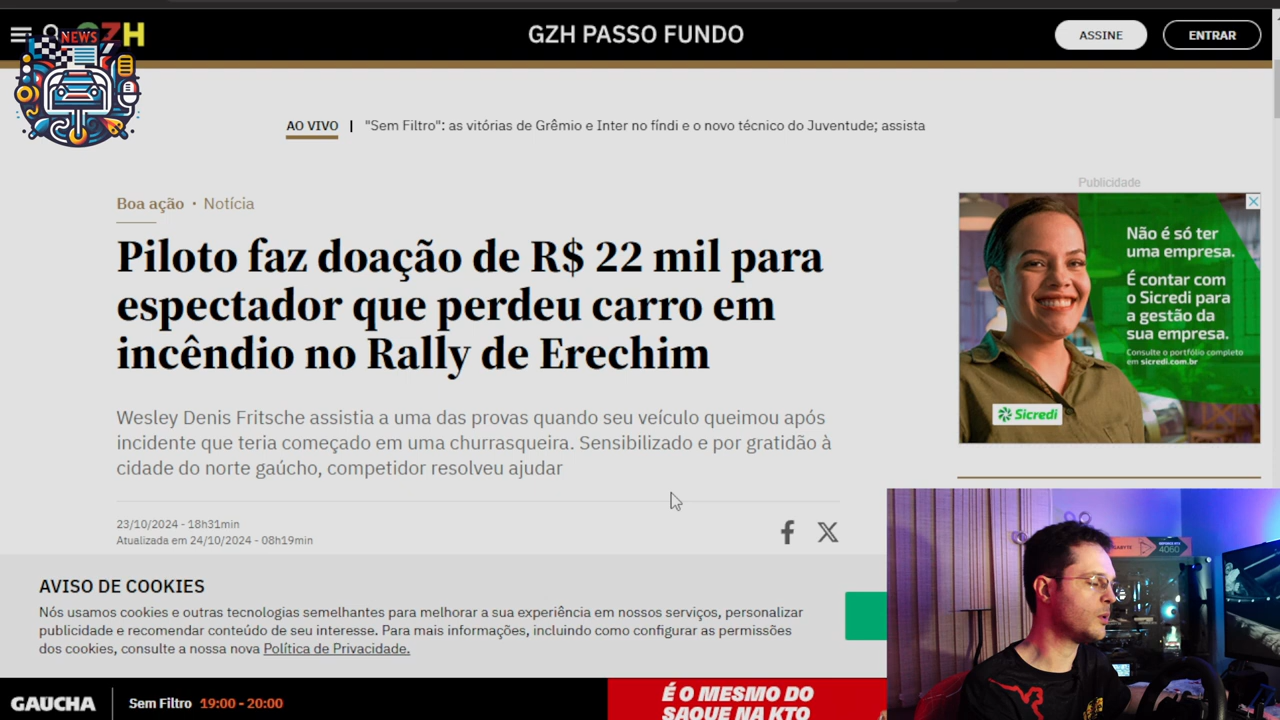 NEWS
GZH
GZH PASSO FUNDO
ASSINE
ENTRAR
AO VIVO | "Sem Filtro": as vitórias de Grêmio e Inter no findi e o novo técnico do Juventude; assista
Boa ação · Notícia
Piloto faz doação de R$ 22 mil para
espectador que perdeu carro em
incêndio no Rally de Erechim
Wesley Denis Fritsche assistia a uma das provas quando seu veículo queimou após
incidente que teria começado em uma churrasqueira. Sensibilizado e por gratidão à
cidade do norte gaúcho, competidor resolveu ajudar
23/10/2024 - 18h31min
Atualizada em 24/10/2024 - 08h19min
Publicidade
Não é só ter
uma empresa.
É contar com
o Sicredi para
a gestão da
sua empresa.
Consulte o portfólio completo
em sicredi.com.br
Sicredi
AVISO DE COOKIES
Nós usamos cookies e outras tecnologias semelhantes para melhorar a sua experiência em nossos serviços, personalizar
publicidade e recomendar conteúdo de seu interesse. Para mais informações, incluindo como configurar as permissões
dos cookies, consulte a nossa nova Política de Privacidade.
GAÚCHA
Sem Filtro 19:00 - 20:00
É O MESMO DO
SAQUE NA KTO
4060